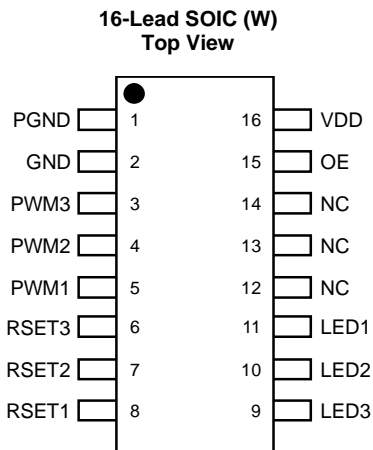 16-Lead SOIC (W)
Top View
PGND 1 16 VDD
GND 2 15 OE
PWM3 3 14 NC
PWM2 4 13 NC
PWM1 5 12 NC
RSET3 6 11 LED1
RSET2 7 10 LED2
RSET1 8 9 LED3